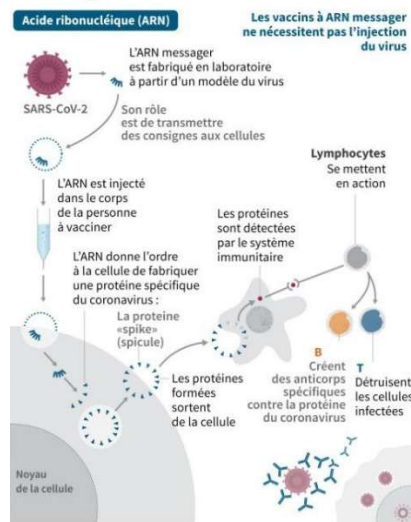 Acide ribonucléique (ARN)
Les vaccins à ARN messager
ne nécessitent pas l'injection
du virus
L'ARN messager
est fabriqué en laboratoire
à partir d'un modèle du virus
SARS-CoV-2
Son rôle
est de transmettre
des consignes aux cellules
L'ARN est injecté
dans le corps
de la personne
à vacciner
Lymphocytes
Se mettent
en action
Les protéines
sont détectées
par le système
immunitaire
L'ARN donne l'ordre
à la cellule de fabriquer
une protéine spécifique
du coronavirus :
La proteine
«spike»
(spicule)
Les protéines
formées
sortent
de la cellule
B
Créent
des anticorps
spécifiques
contre la protéine
du coronavirus
T
Détruisent
les cellules
infectées
Noyau
de la cellule